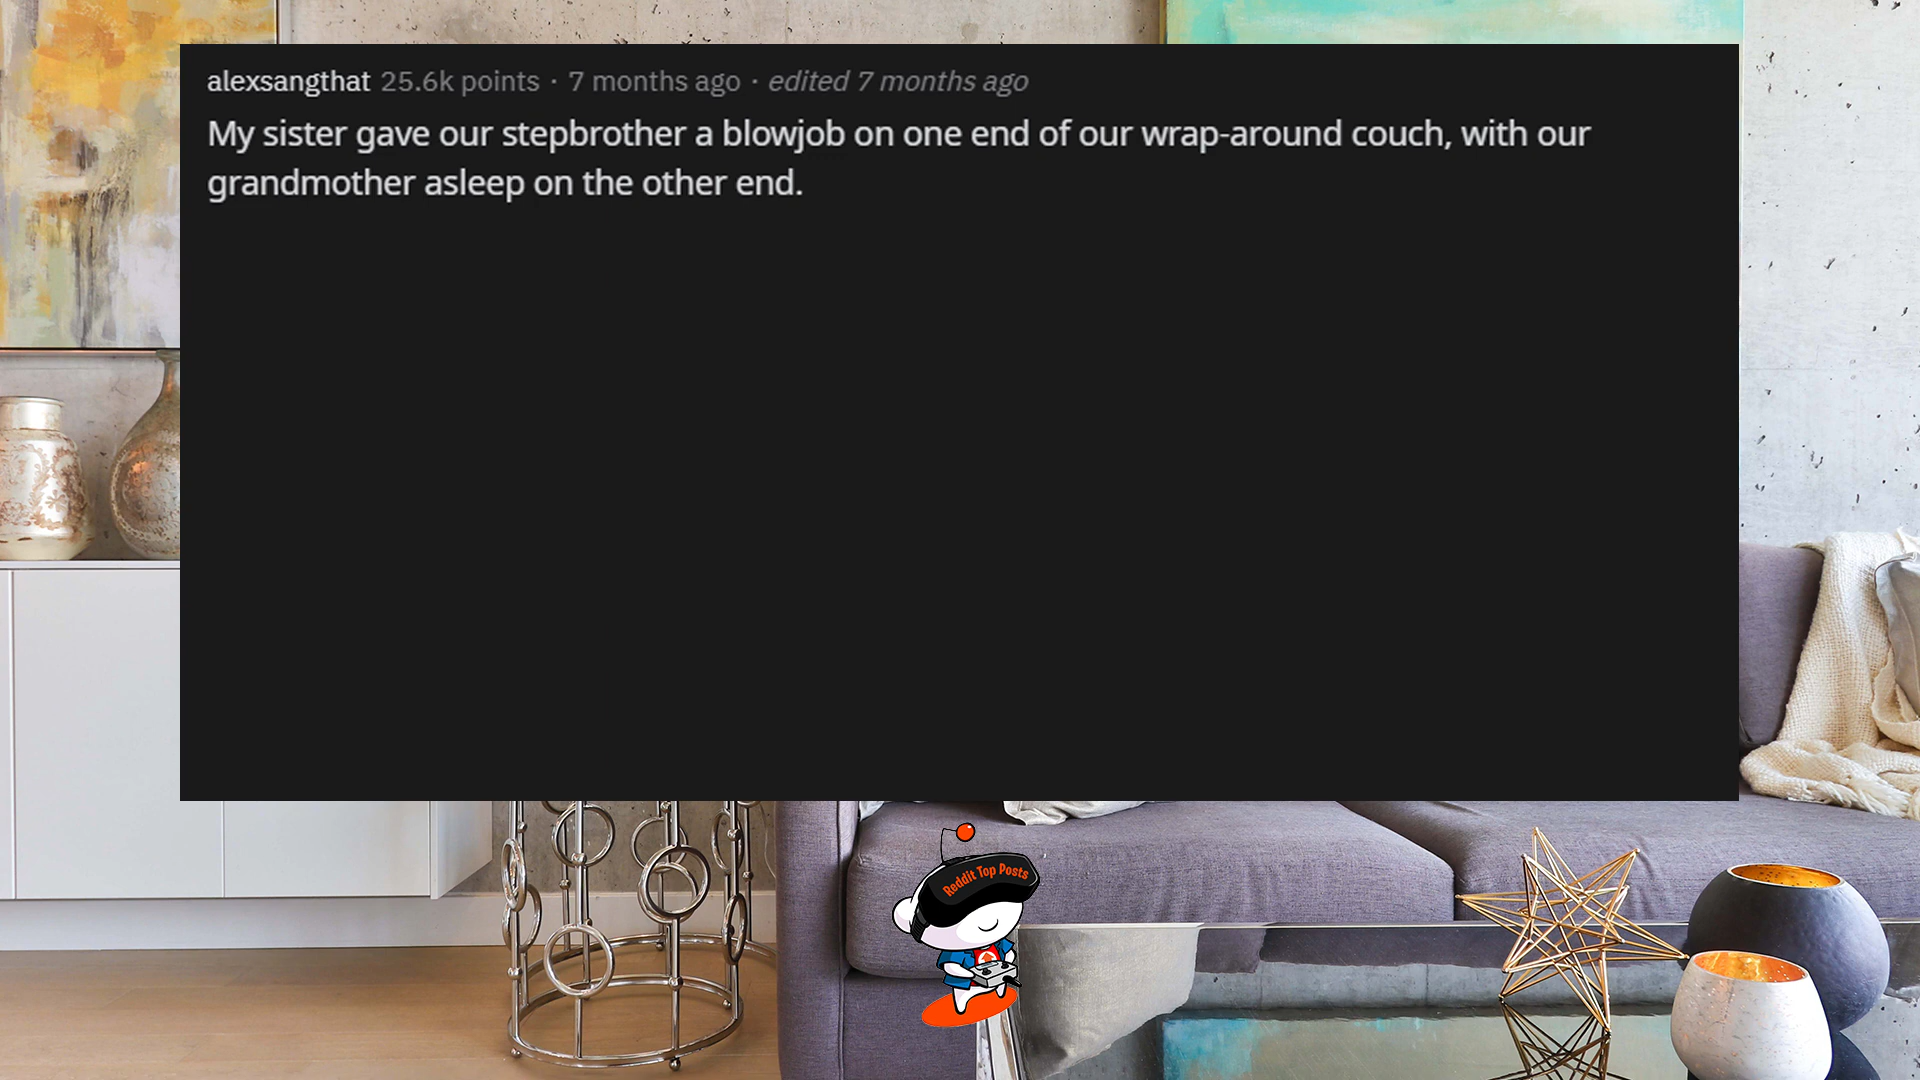 alexsangthat 25.6k points · 7 months ago · edited 7 months ago
My sister gave our stepbrother a blowjob on one end of our wrap-around couch, with our
grandmother asleep on the other end.
Reddit Top Posts